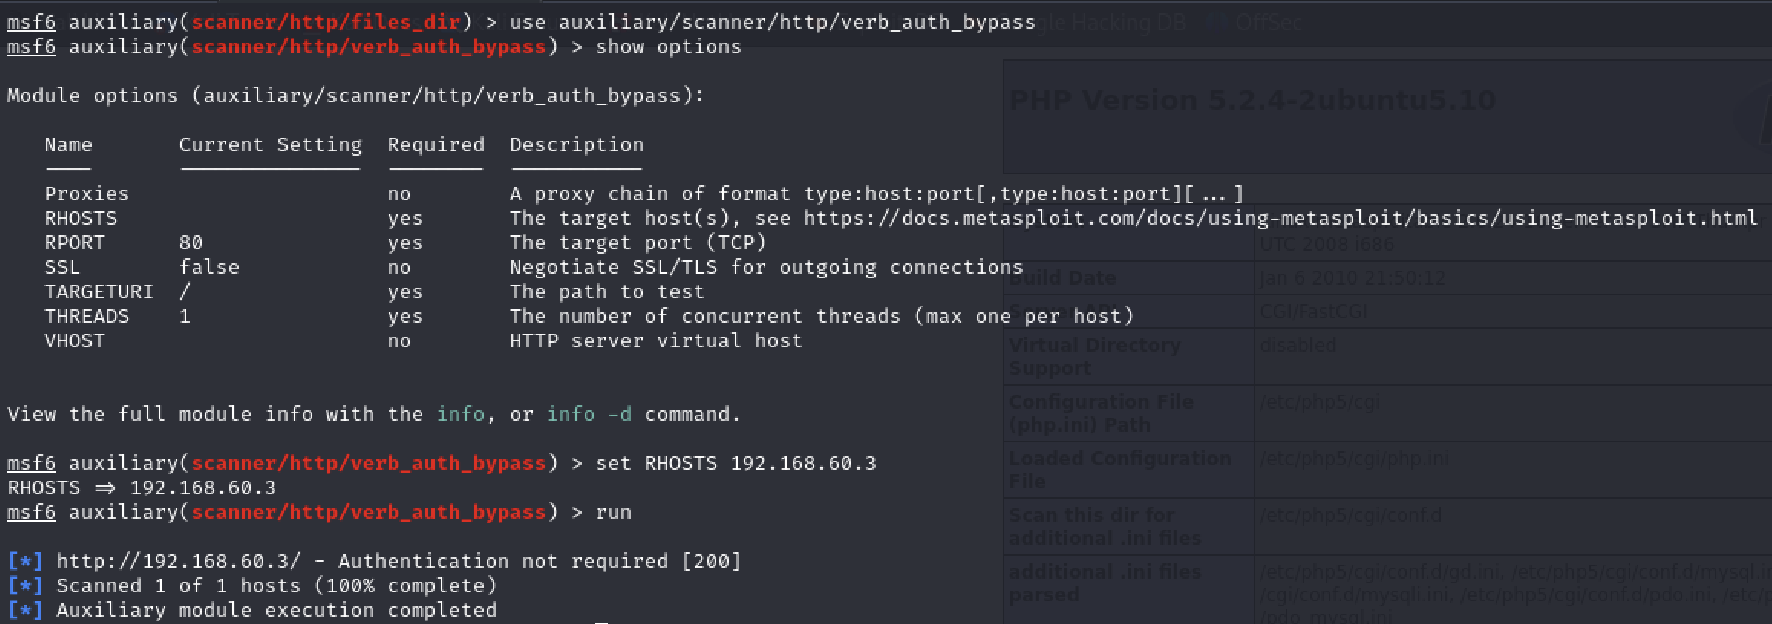 msf6 auxiliary(scanner/http/files_dir) > use auxiliary/scanner/http/verb_auth_bypass
Hacking DB OffSec
msf6 auxiliary(scanner/http/verb_auth_bypass) > show options
Module options (auxiliary/scanner/http/verb_auth_bypass):
PHP Version 5.2.4-2ubuntu5.10
Name Current Setting Required Description
Proxies no A proxy chain of format type:host:port[,type:host:port][...]
RHOSTS yes The target host(s), see https://docs.metasploit.com/docs/using-metasploit/basics/using-metasploit.html
RPORT 80 yes The target port (TCP)
UTC 2008 i686
SSL false no Negotiate SSL/TLS for outgoing connections
Build Date Jan 6 2010 21:50:12
TARGETURI / yes The path to test
THREADS 1 yes The number of concurrent threads (max one per host)
CGI/FastCGI
VHOST no HTTP server virtual host
Virtual Directory Support disabled
View the full module info with the info, or info -d command.
Configuration File (php.ini) Path /etc/php5/cgi
msf6 auxiliary(scanner/http/verb_auth_bypass) > set RHOSTS 192.168.60.3
Loaded Configuration File /etc/php5/cgi/php.ini
RHOSTS => 192.168.60.3
msf6 auxiliary(scanner/http/verb_auth_bypass) > run
Scan this dir for additional .ini files /etc/php5/cgi/conf.d
[*] http://192.168.60.3/ - Authentication not required [200]
[*] Scanned 1 of 1 hosts (100% complete)
[*] Auxiliary module execution completed
additional .ini files parsed /etc/php5/cgi/conf.d/gd.ini, /etc/php5/cgi/conf.d/mysql.i
/cgi/conf.d/mysqli.ini, /etc/php5/cgi/conf.d/pdo.ini, /etc/p
/pdo_mysql.ini